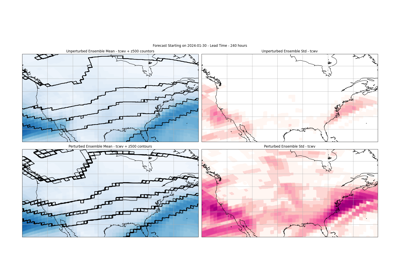 Forecast Starting on 2024-01-30 - Lead Time - 240 hours
Unperturbed Ensemble Mean - tcwv + z500 countors
Unperturbed Ensemble Std - tcwv
Perturbed Ensemble Mean - tcwv + z500 contours
Perturbed Ensemble Std - tcwv